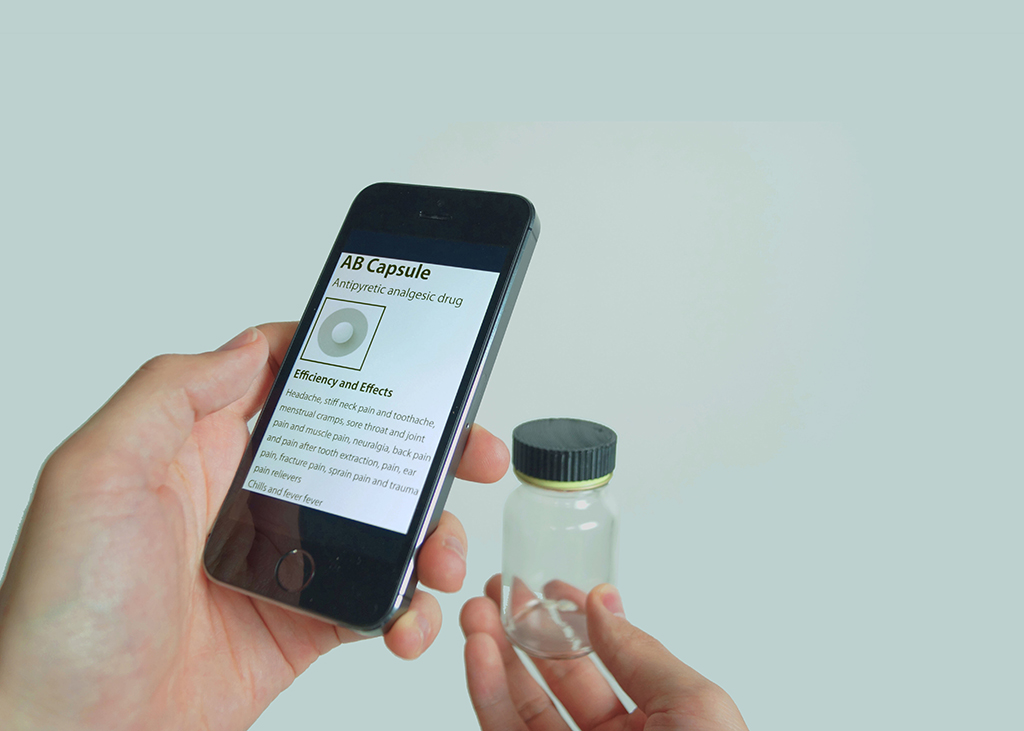 AB Capsule
Antipyretic analgesic drug
Efficiency and Effects
Headache, stiff neck pain and toothache,
menstrual cramps, sore throat and joint
pain and muscle pain, neuralgia, back pain
and pain after tooth extraction, pain, ear
pain, fracture pain, sprain pain and trauma
pain relievers
Chills and fever fever